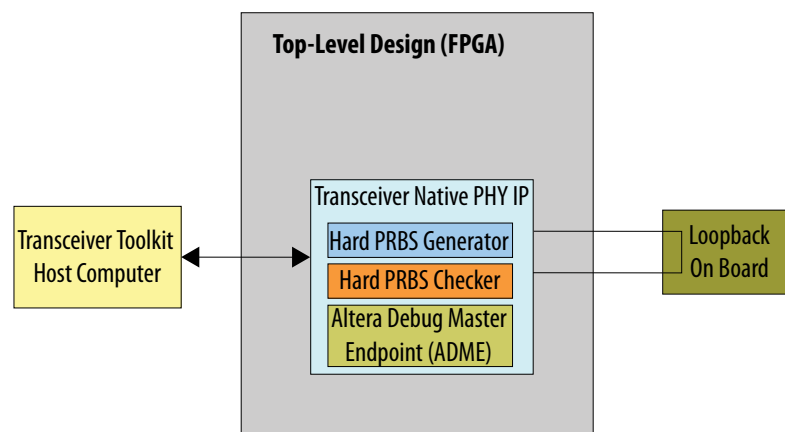 Top-Level Design (FPGA)
Transceiver Native PHY IP
Hard PRBS Generator
Hard PRBS Checker
Altera Debug Master
Endpoint (ADME)
Transceiver Toolkit
Host Computer
Loopback
On Board